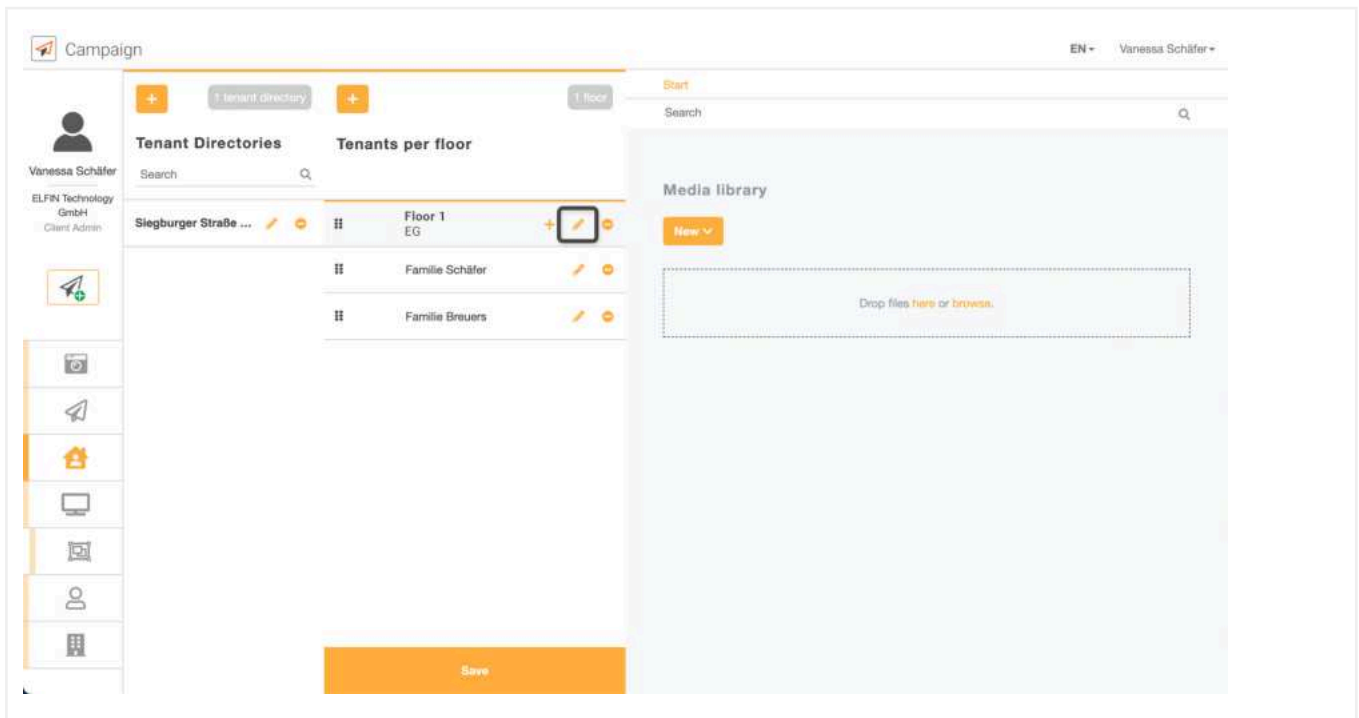 Campaign
EN
Vanessa Schäfer
Vanessa Schäfer
ELFIN Technology
GmbH
Client Admin
1 tenant directory
Tenant Directories
Search
Siegburger Straße ...
1 floor
Tenants per floor
Floor 1
EG
Familie Schäfer
Familie Breuers
Save
Start
Search
Media library
New
Drop files here or browse.